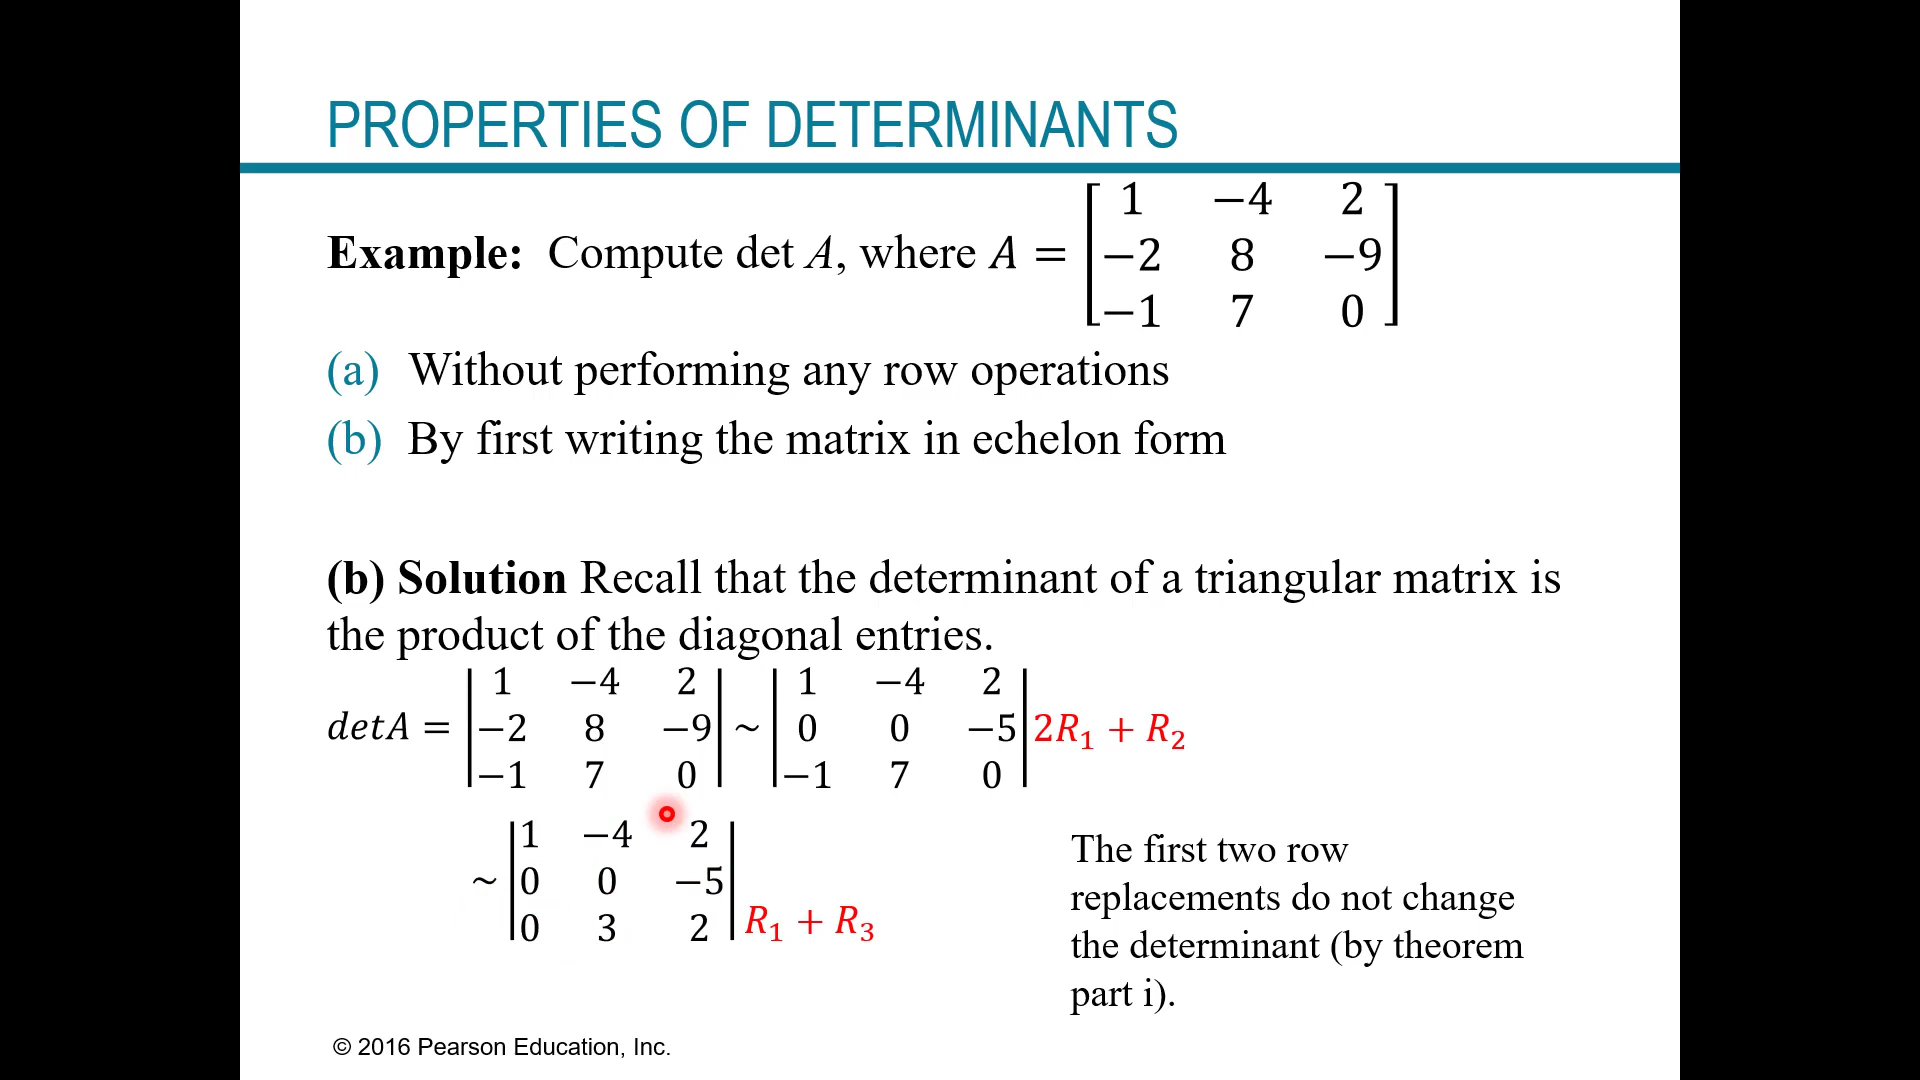 PROPERTIES OF DETERMINANTS
1 −4 2
Example: Compute det A, where A = −2 8 −9
−1 7 0
(a) Without performing any row operations
(b) By first writing the matrix in echelon form
(b) Solution Recall that the determinant of a triangular matrix is
the product of the diagonal entries.
1 −4 2 1 −4 2
detA = −2 8 −9 ~ 0 0 −5 2R₁ + R₂
−1 7 0 −1 7 0
1 −4 2
~ 0 0 −5
0 3 2 R₁ + R₃
The first two row
replacements do not change
the determinant (by theorem
part i).
© 2016 Pearson Education, Inc.